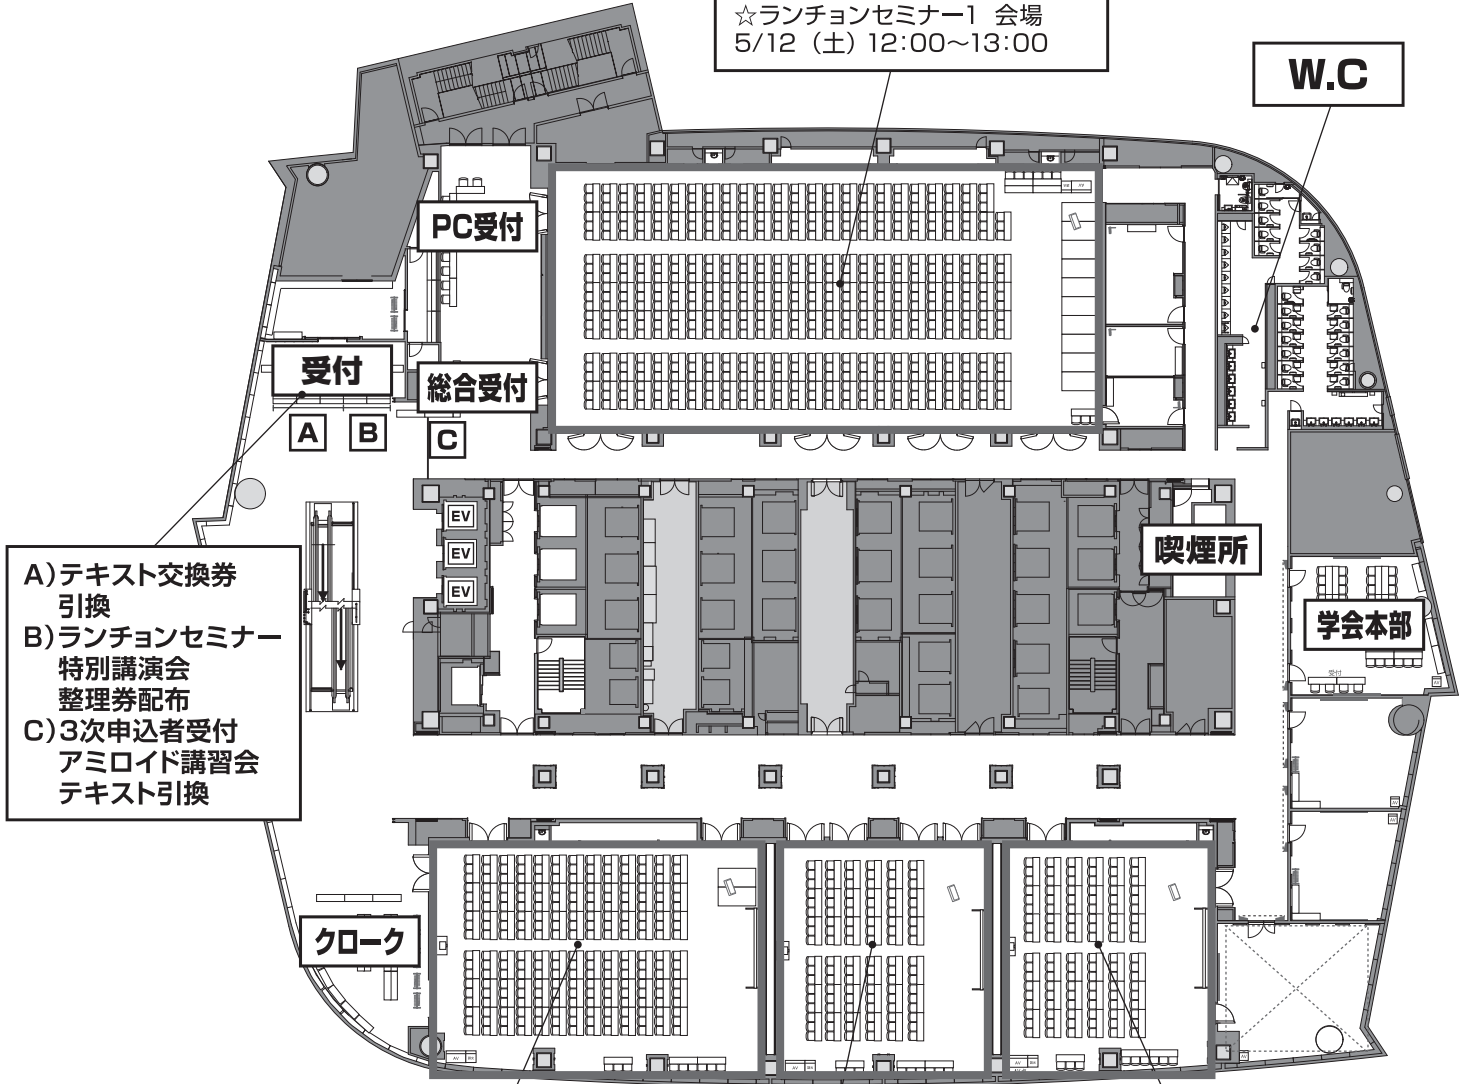 ☆ランチョンセミナー1 会場
5/12（土）12：00～13：00
W.C
PC受付
受付
総合受付
A
B
C
EV
EV
EV
喫煙所
A）テキスト交換券
引換
B）ランチョンセミナー
特別講演会
整理券配布
C）3次申込者受付
アミロイド講習会
テキスト引換
学会本部
受付
クローク